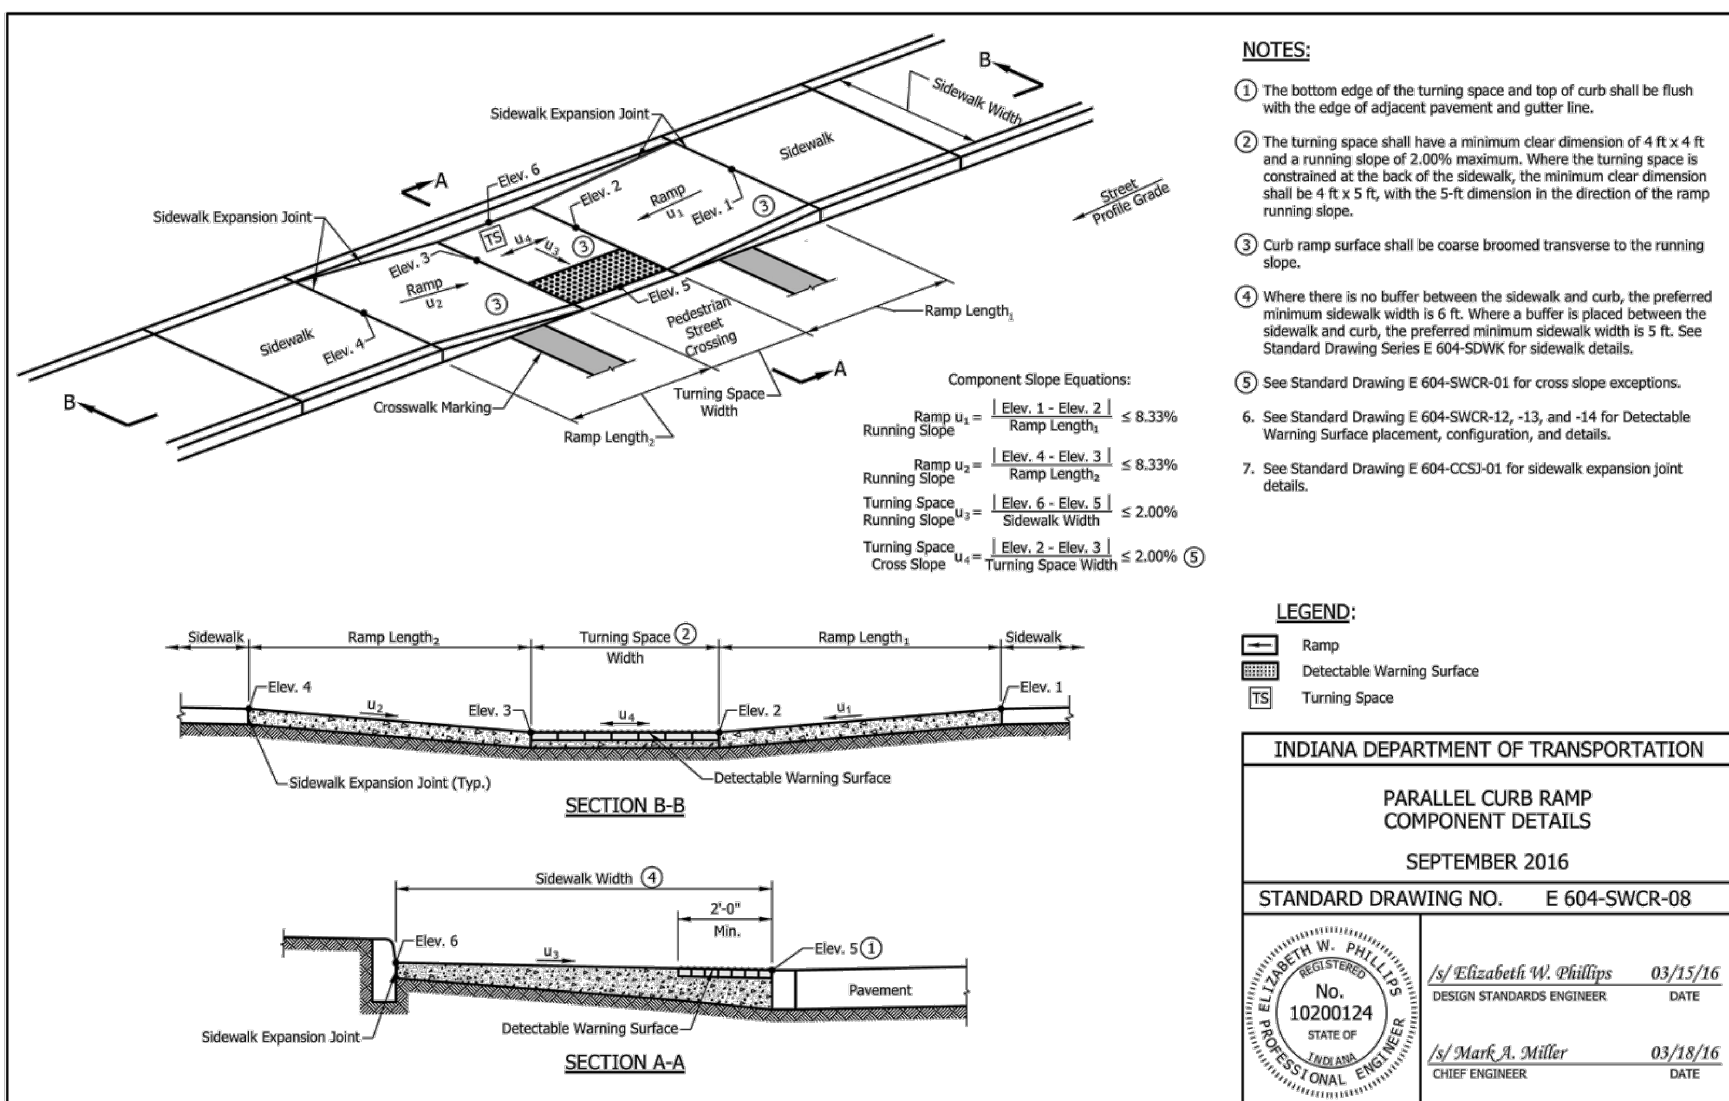 B
Sidewalk Width
Sidewalk Expansion Joint
Sidewalk
A
Elev. 6
Elev. 2
Ramp
u₁
Elev. 1
3
Street
Profile Grade
Sidewalk Expansion Joint
TS
u₄
u₃
3
Elev. 3
Ramp
u₂
3
Elev. 5
Pedestrian
Street
Crossing
Ramp Length₁
Sidewalk
Elev. 4
B
Crosswalk Marking
Turning Space
Width
A
Ramp Length₂
Component Slope Equations:
Ramp u₁ = | Elev. 1 - Elev. 2 | ≤ 8.33%
Running Slope Ramp Length₁
Ramp u₂ = | Elev. 4 - Elev. 3 | ≤ 8.33%
Running Slope Ramp Length₂
Turning Space u₃ = | Elev. 6 - Elev. 5 | ≤ 2.00%
Running Slope Sidewalk Width
Turning Space u₄ = | Elev. 2 - Elev. 3 | ≤ 2.00% 5
Cross Slope Turning Space Width
NOTES:
1 The bottom edge of the turning space and top of curb shall be flush
with the edge of adjacent pavement and gutter line.
2 The turning space shall have a minimum clear dimension of 4 ft x 4 ft
and a running slope of 2.00% maximum. Where the turning space is
constrained at the back of the sidewalk, the minimum clear dimension
shall be 4 ft x 5 ft, with the 5-ft dimension in the direction of the ramp
running slope.
3 Curb ramp surface shall be coarse broomed transverse to the running
slope.
4 Where there is no buffer between the sidewalk and curb, the preferred
minimum sidewalk width is 6 ft. Where a buffer is placed between the
sidewalk and curb, the preferred minimum sidewalk width is 5 ft. See
Standard Drawing Series E 604-SDWK for sidewalk details.
5 See Standard Drawing E 604-SWCR-01 for cross slope exceptions.
6. See Standard Drawing E 604-SWCR-12, -13, and -14 for Detectable
Warning Surface placement, configuration, and details.
7. See Standard Drawing E 604-CCSJ-01 for sidewalk expansion joint
details.
Sidewalk Ramp Length₂ Turning Space 2 Ramp Length₁ Sidewalk
Width
Elev. 4
u₂
Elev. 3
u₄
Elev. 2
u₁
Elev. 1
Sidewalk Expansion Joint (Typ.)
Detectable Warning Surface
SECTION B-B
Sidewalk Width 4
2'-0"
Min.
Elev. 6
u₃
Elev. 5 1
Pavement
Sidewalk Expansion Joint
Detectable Warning Surface
SECTION A-A
LEGEND:
Ramp
Detectable Warning Surface
TS Turning Space
INDIANA DEPARTMENT OF TRANSPORTATION
PARALLEL CURB RAMP
COMPONENT DETAILS
SEPTEMBER 2016
STANDARD DRAWING NO. E 604-SWCR-08
ELIZABETH W. PHILLIPS
REGISTERED
No.
10200124
STATE OF
INDIANA
PROFESSIONAL ENGINEER
/s/ Elizabeth W. Phillips 03/15/16
DESIGN STANDARDS ENGINEER DATE
/s/ Mark A. Miller 03/18/16
CHIEF ENGINEER DATE